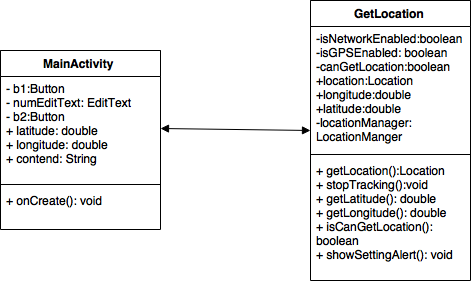 MainActivity
- b1:Button
- numEditText: EditText
- b2:Button
+ latitude: double
+ longitude: double
+ contend: String
+ onCreate(): void
GetLocation
-isNetworkEnabled:boolean
-isGPSEnabled: boolean
-canGetLocation:boolean
+location:Location
+longitude:double
+latitude:double
-locationManager:
LocationManger
+ getLocation():Location
+ stopTracking():void
+ getLatitude(): double
+ getLongitude(): double
+ isCanGetLocation():
boolean
+ showSettingAlert(): void